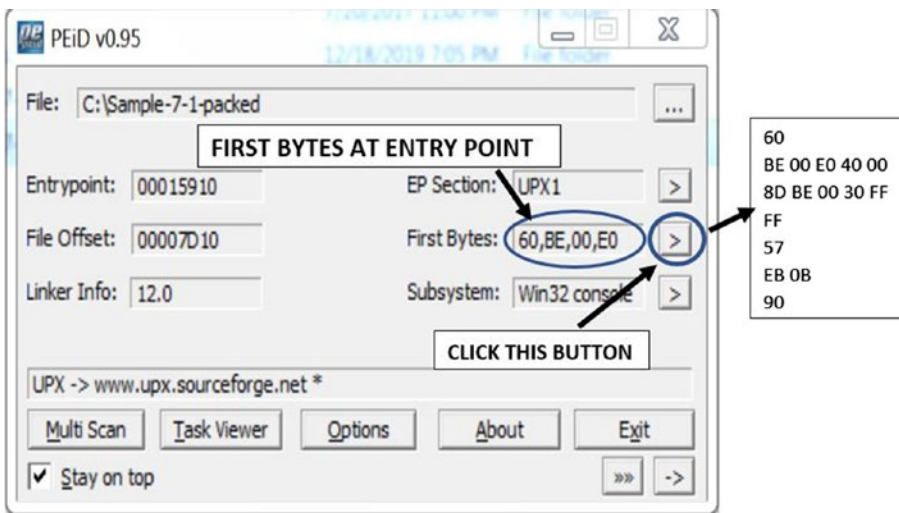 PEiD v0.95
File: C:\Sample-7-1-packed ...
FIRST BYTES AT ENTRY POINT
Entrypoint: 00015910 EP Section: UPX1 >
File Offset: 00007D10 First Bytes: 60,BE,00,E0 >
Linker Info: 12.0 Subsystem: Win32 console >
CLICK THIS BUTTON
UPX -> www.upx.sourceforge.net *
Multi Scan Task Viewer Options About Exit
Stay on top »» ->
60
BE 00 E0 40 00
8D BE 00 30 FF
FF
57
EB 0B
90